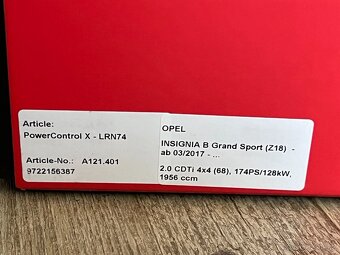 Article:
PowerControl X - LRN74
Article-No.: A121.401
9722156387
OPEL
INSIGNIA B Grand Sport (Z18) -
ab 03/2017 - ...
2.0 CDTi 4x4 (68), 174PS/128kW,
1956 ccm